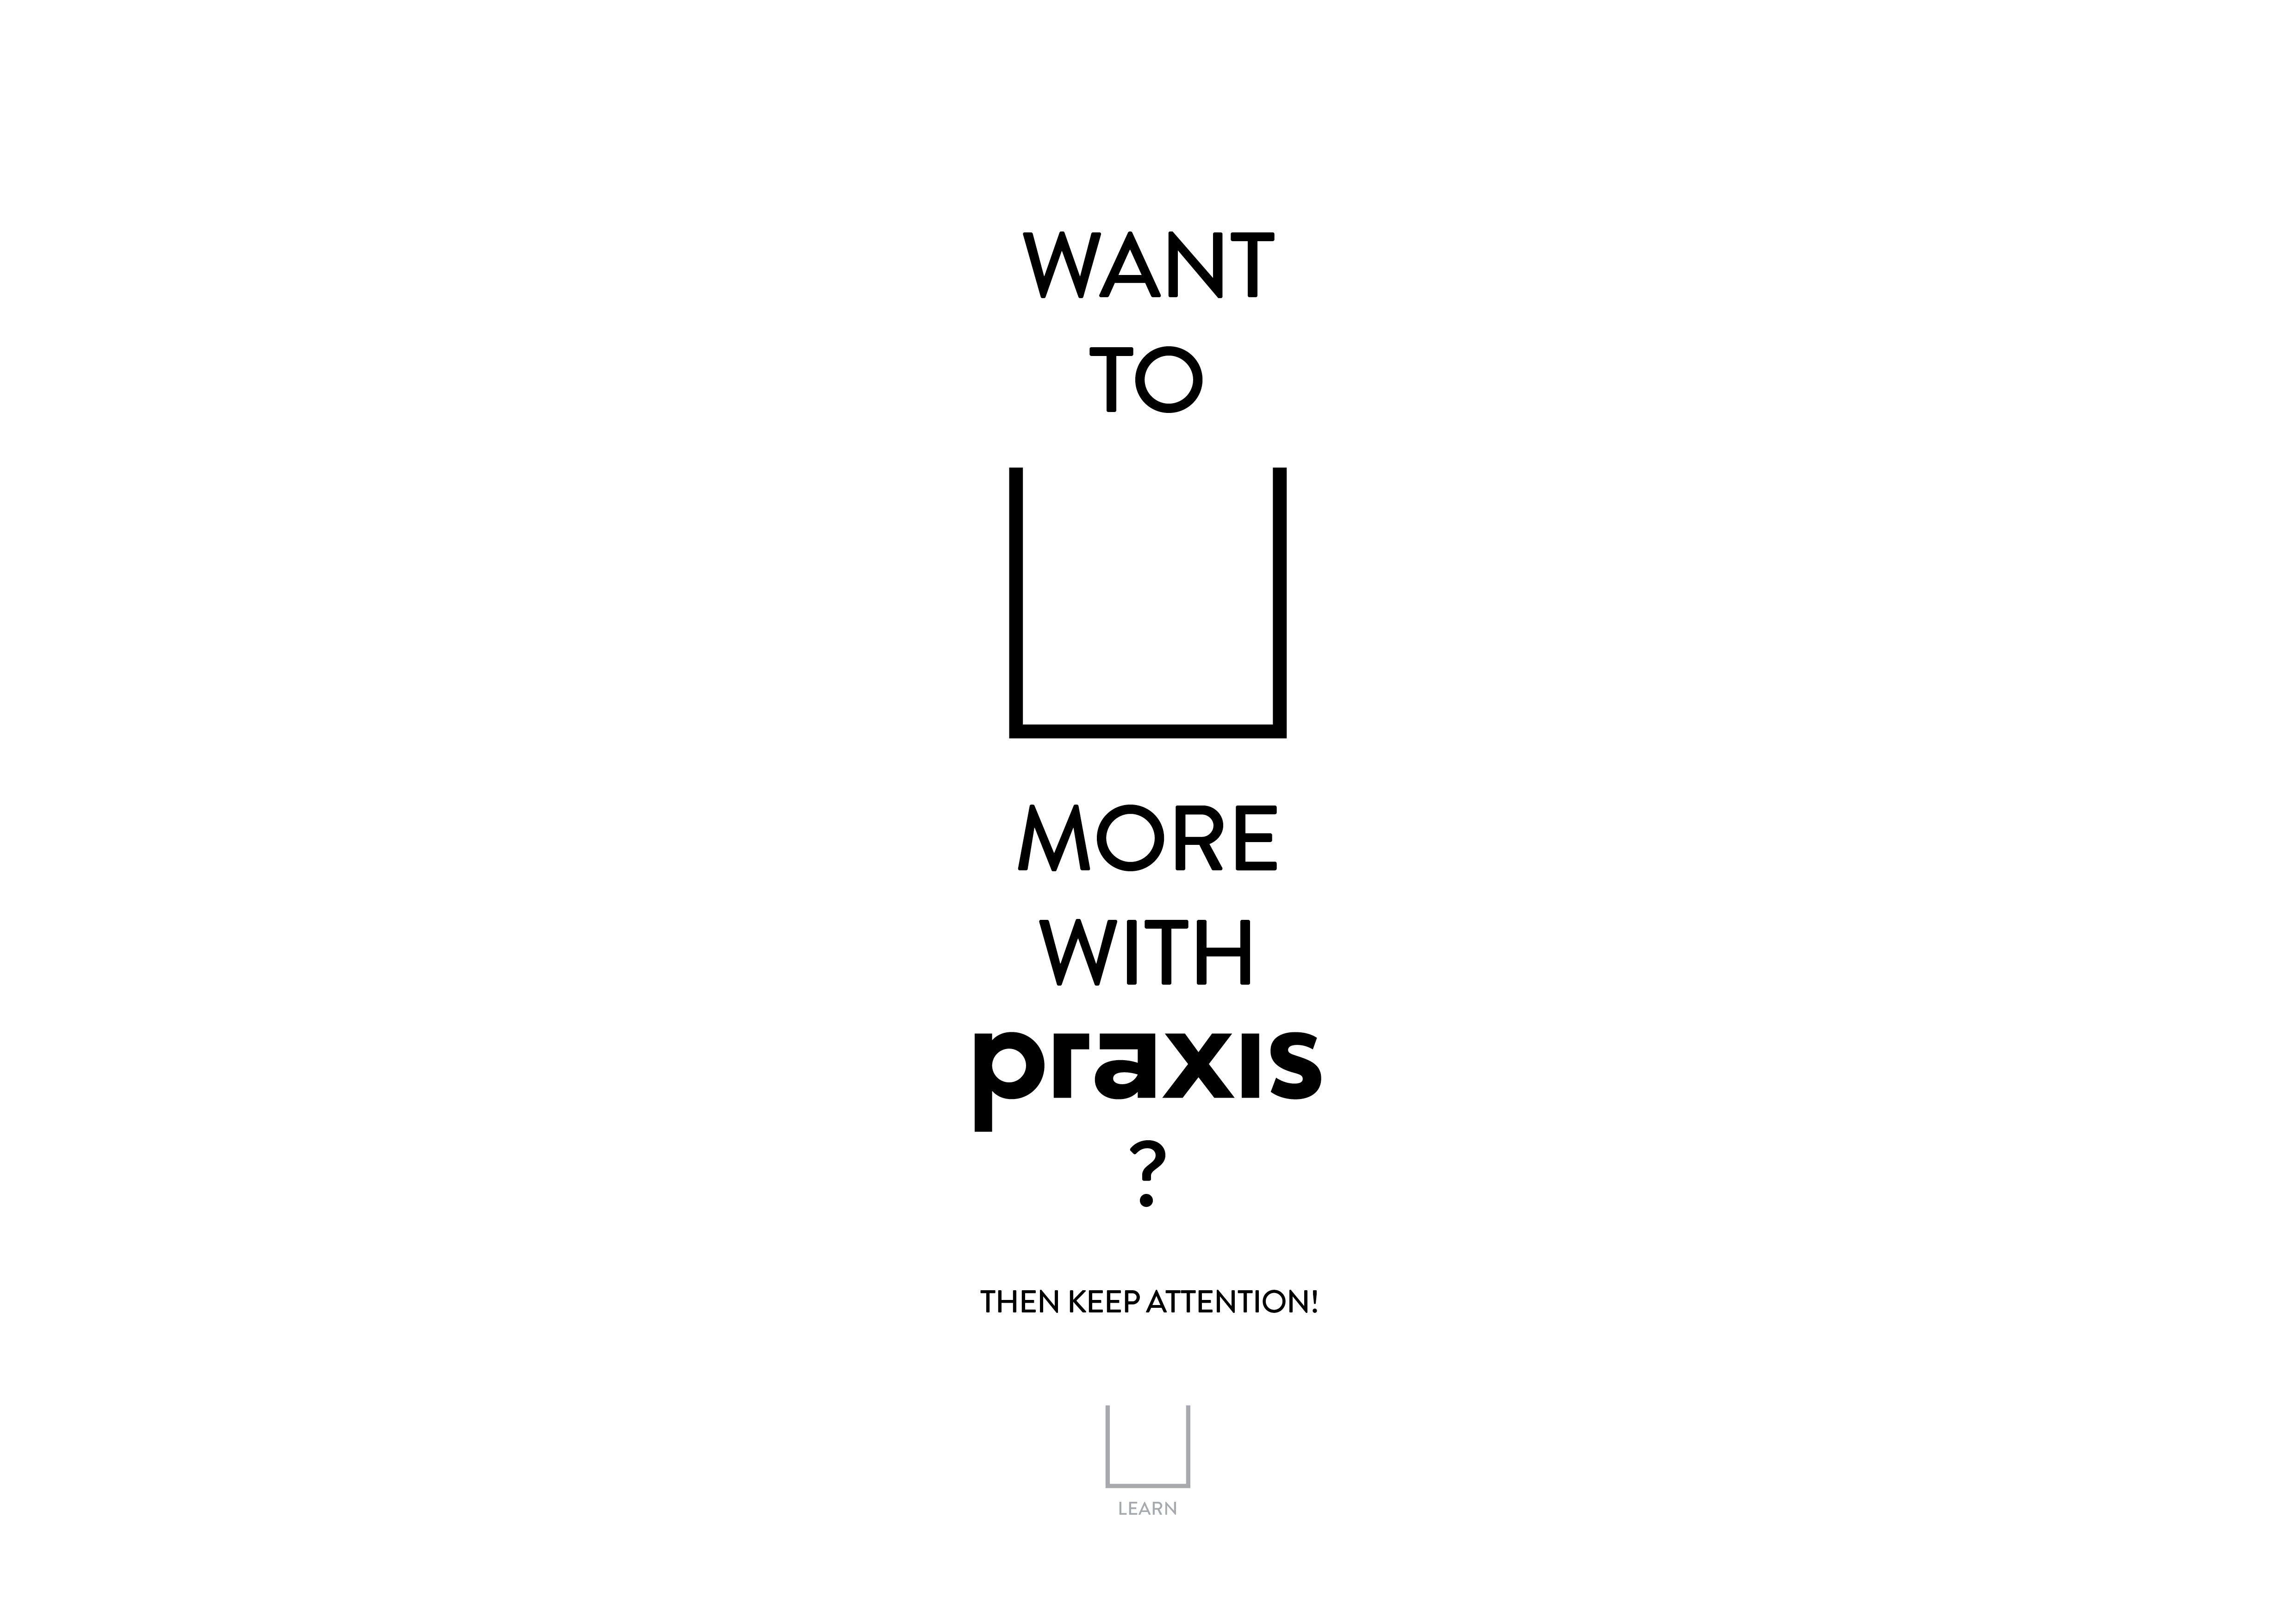 WANT
TO
MORE
WITH
praxis
?
THEN KEEP ATTENTION!
LEARN